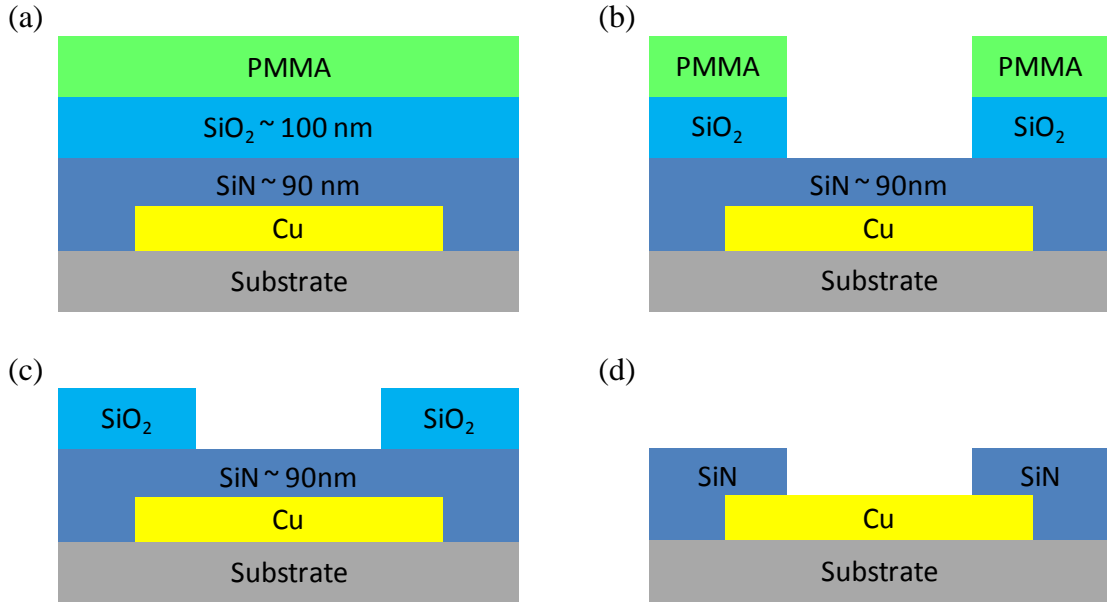 (a)
PMMA
SiO₂ ~ 100 nm
SiN ~ 90 nm
Cu
Substrate
(b)
PMMA PMMA
SiO₂ SiO₂
SiN ~ 90nm
Cu
Substrate
(c)
SiO₂ SiO₂
SiN ~ 90nm
Cu
Substrate
(d)
SiN SiN
Cu
Substrate